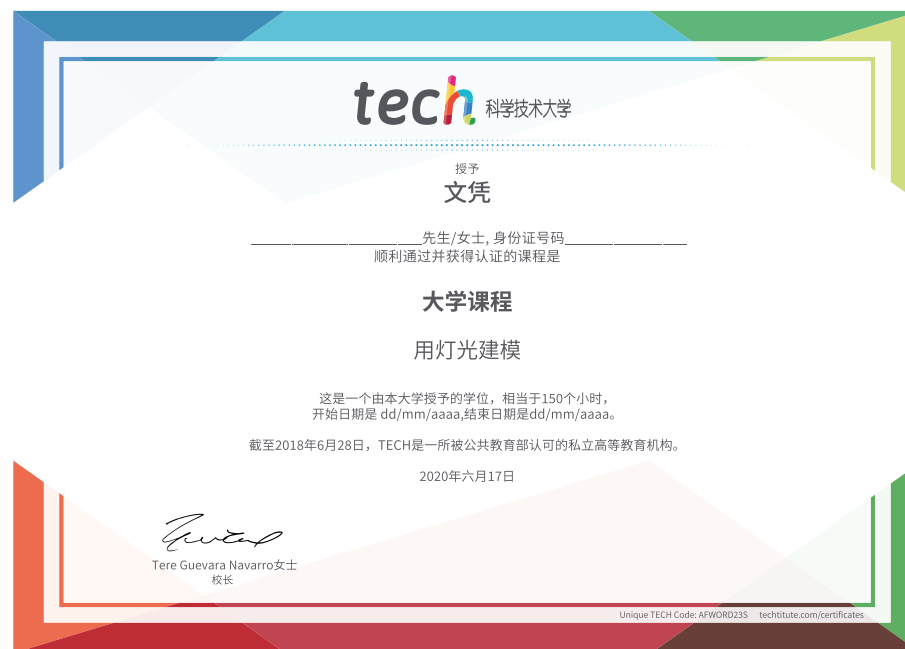 tech 科学技术大学
授予
文凭
______________________先生/女士, 身份证号码________________
顺利通过并获得认证的课程是
大学课程
用灯光建模
这是一个由本大学授予的学位，相当于150个小时，
开始日期是 dd/mm/aaaa,结束日期是dd/mm/aaaa。
截至2018年6月28日，TECH是一所被公共教育部认可的私立高等教育机构。
2020年六月17日
Tere Guevara Navarro女士
校长
Unique TECH Code: AFWORD23S techtitute.com/certificates